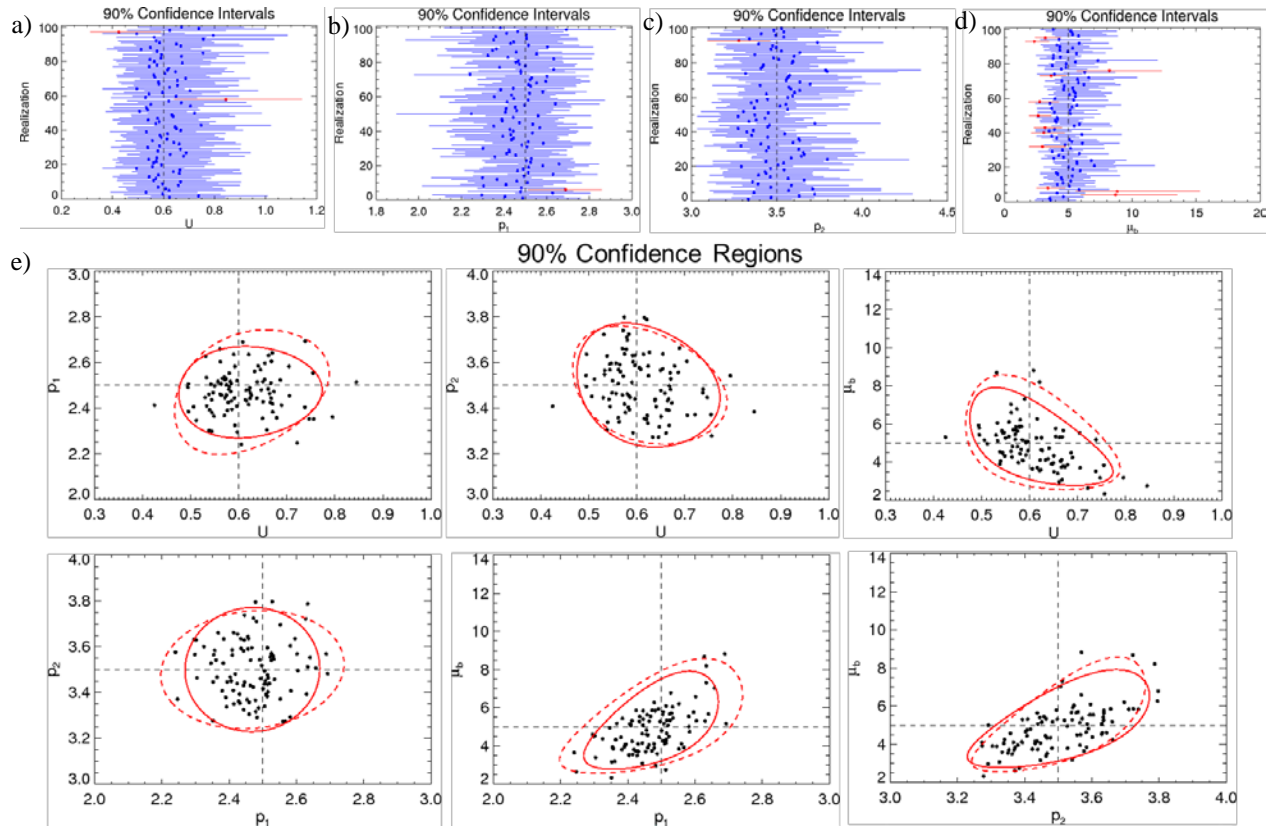 a)
90% Confidence Intervals
Realization
100
80
60
40
20
0
0.2 0.4 0.6 0.8 1.0 1.2
U
b)
90% Confidence Intervals
Realization
100
80
60
40
20
0
1.8 2.0 2.2 2.4 2.6 2.8 3.0
p₁
c)
90% Confidence Intervals
Realization
100
80
60
40
20
0
3.0 3.5 4.0 4.5
p₂
d)
90% Confidence Intervals
Realization
100
80
60
40
20
0
0 5 10 15 20
μ_b
e)
90% Confidence Regions
p₁
3.0
2.8
2.6
2.4
2.2
2.0
0.3 0.4 0.5 0.6 0.7 0.8 0.9 1.0
U
p₂
4.0
3.8
3.6
3.4
3.2
3.0
0.3 0.4 0.5 0.6 0.7 0.8 0.9 1.0
U
μ_b
14
12
10
8
6
4
2
0.3 0.4 0.5 0.6 0.7 0.8 0.9 1.0
U
p₂
4.0
3.8
3.6
3.4
3.2
3.0
2.0 2.2 2.4 2.6 2.8 3.0
p₁
μ_b
14
12
10
8
6
4
2
2.0 2.2 2.4 2.6 2.8 3.0
p₁
μ_b
14
12
10
8
6
4
2
3.0 3.2 3.4 3.6 3.8 4.0
p₂